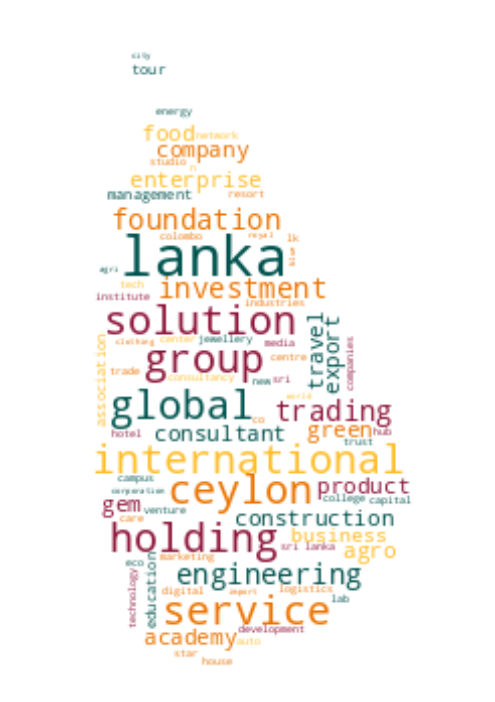 city
tour
energy
food network
company
studio
n
enterprise
management resort
foundation
colombo royal lk
lanka
agri
tech investment
institute industries
solution
travel
export
association
clothing center jewellery media
companies
group centre
trade consultancy new sri
world
global trading
co
hotel consultant green hub
trust
international
campus
ceylon product
corporation college capital
gem venture
care construction
holding business
sri lanka agro
marketing
eco
technology
education
engineering
digital import logistics
lab
service
development
academy auto
star
house